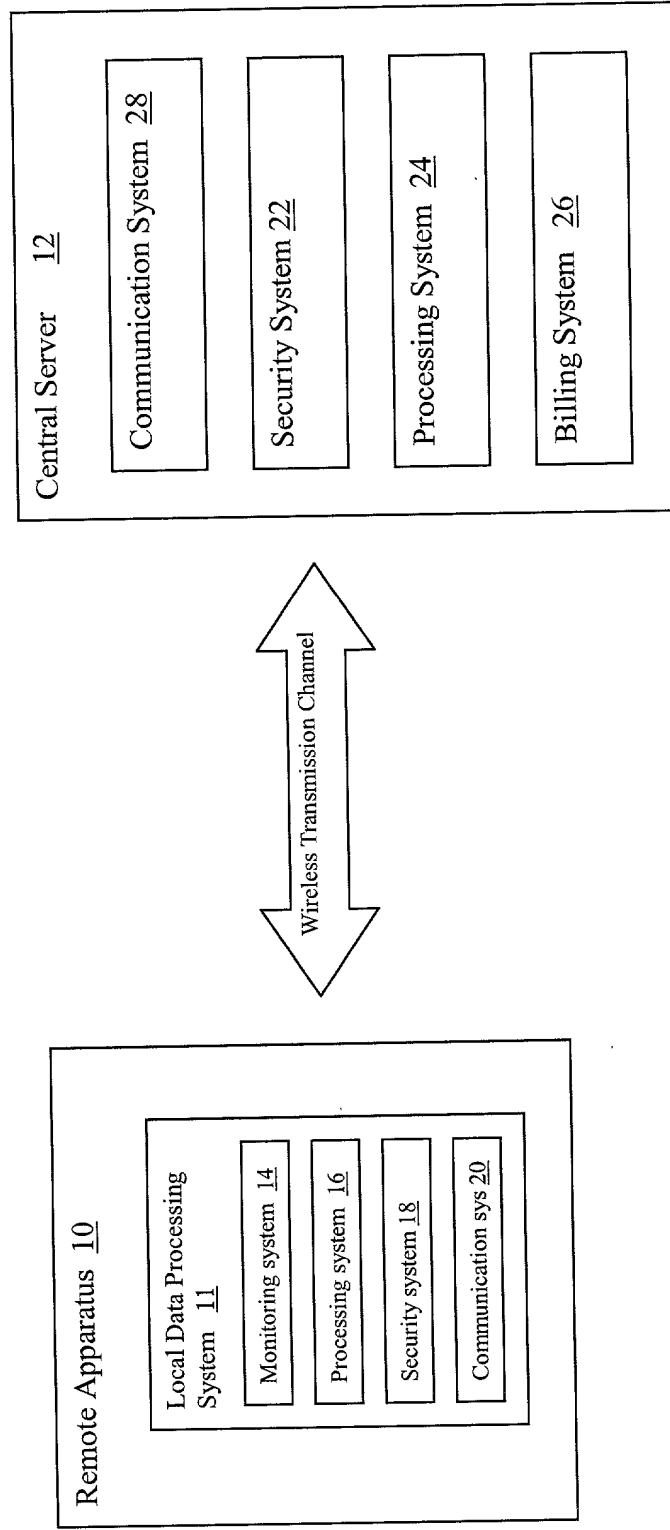 Remote Apparatus 10
Local Data Processing
System 11
Monitoring system 14
Processing system 16
Security system 18
Communication sys 20
Wireless Transmission Channel
Central Server 12
Communication System 28
Security System 22
Processing System 24
Billing System 26